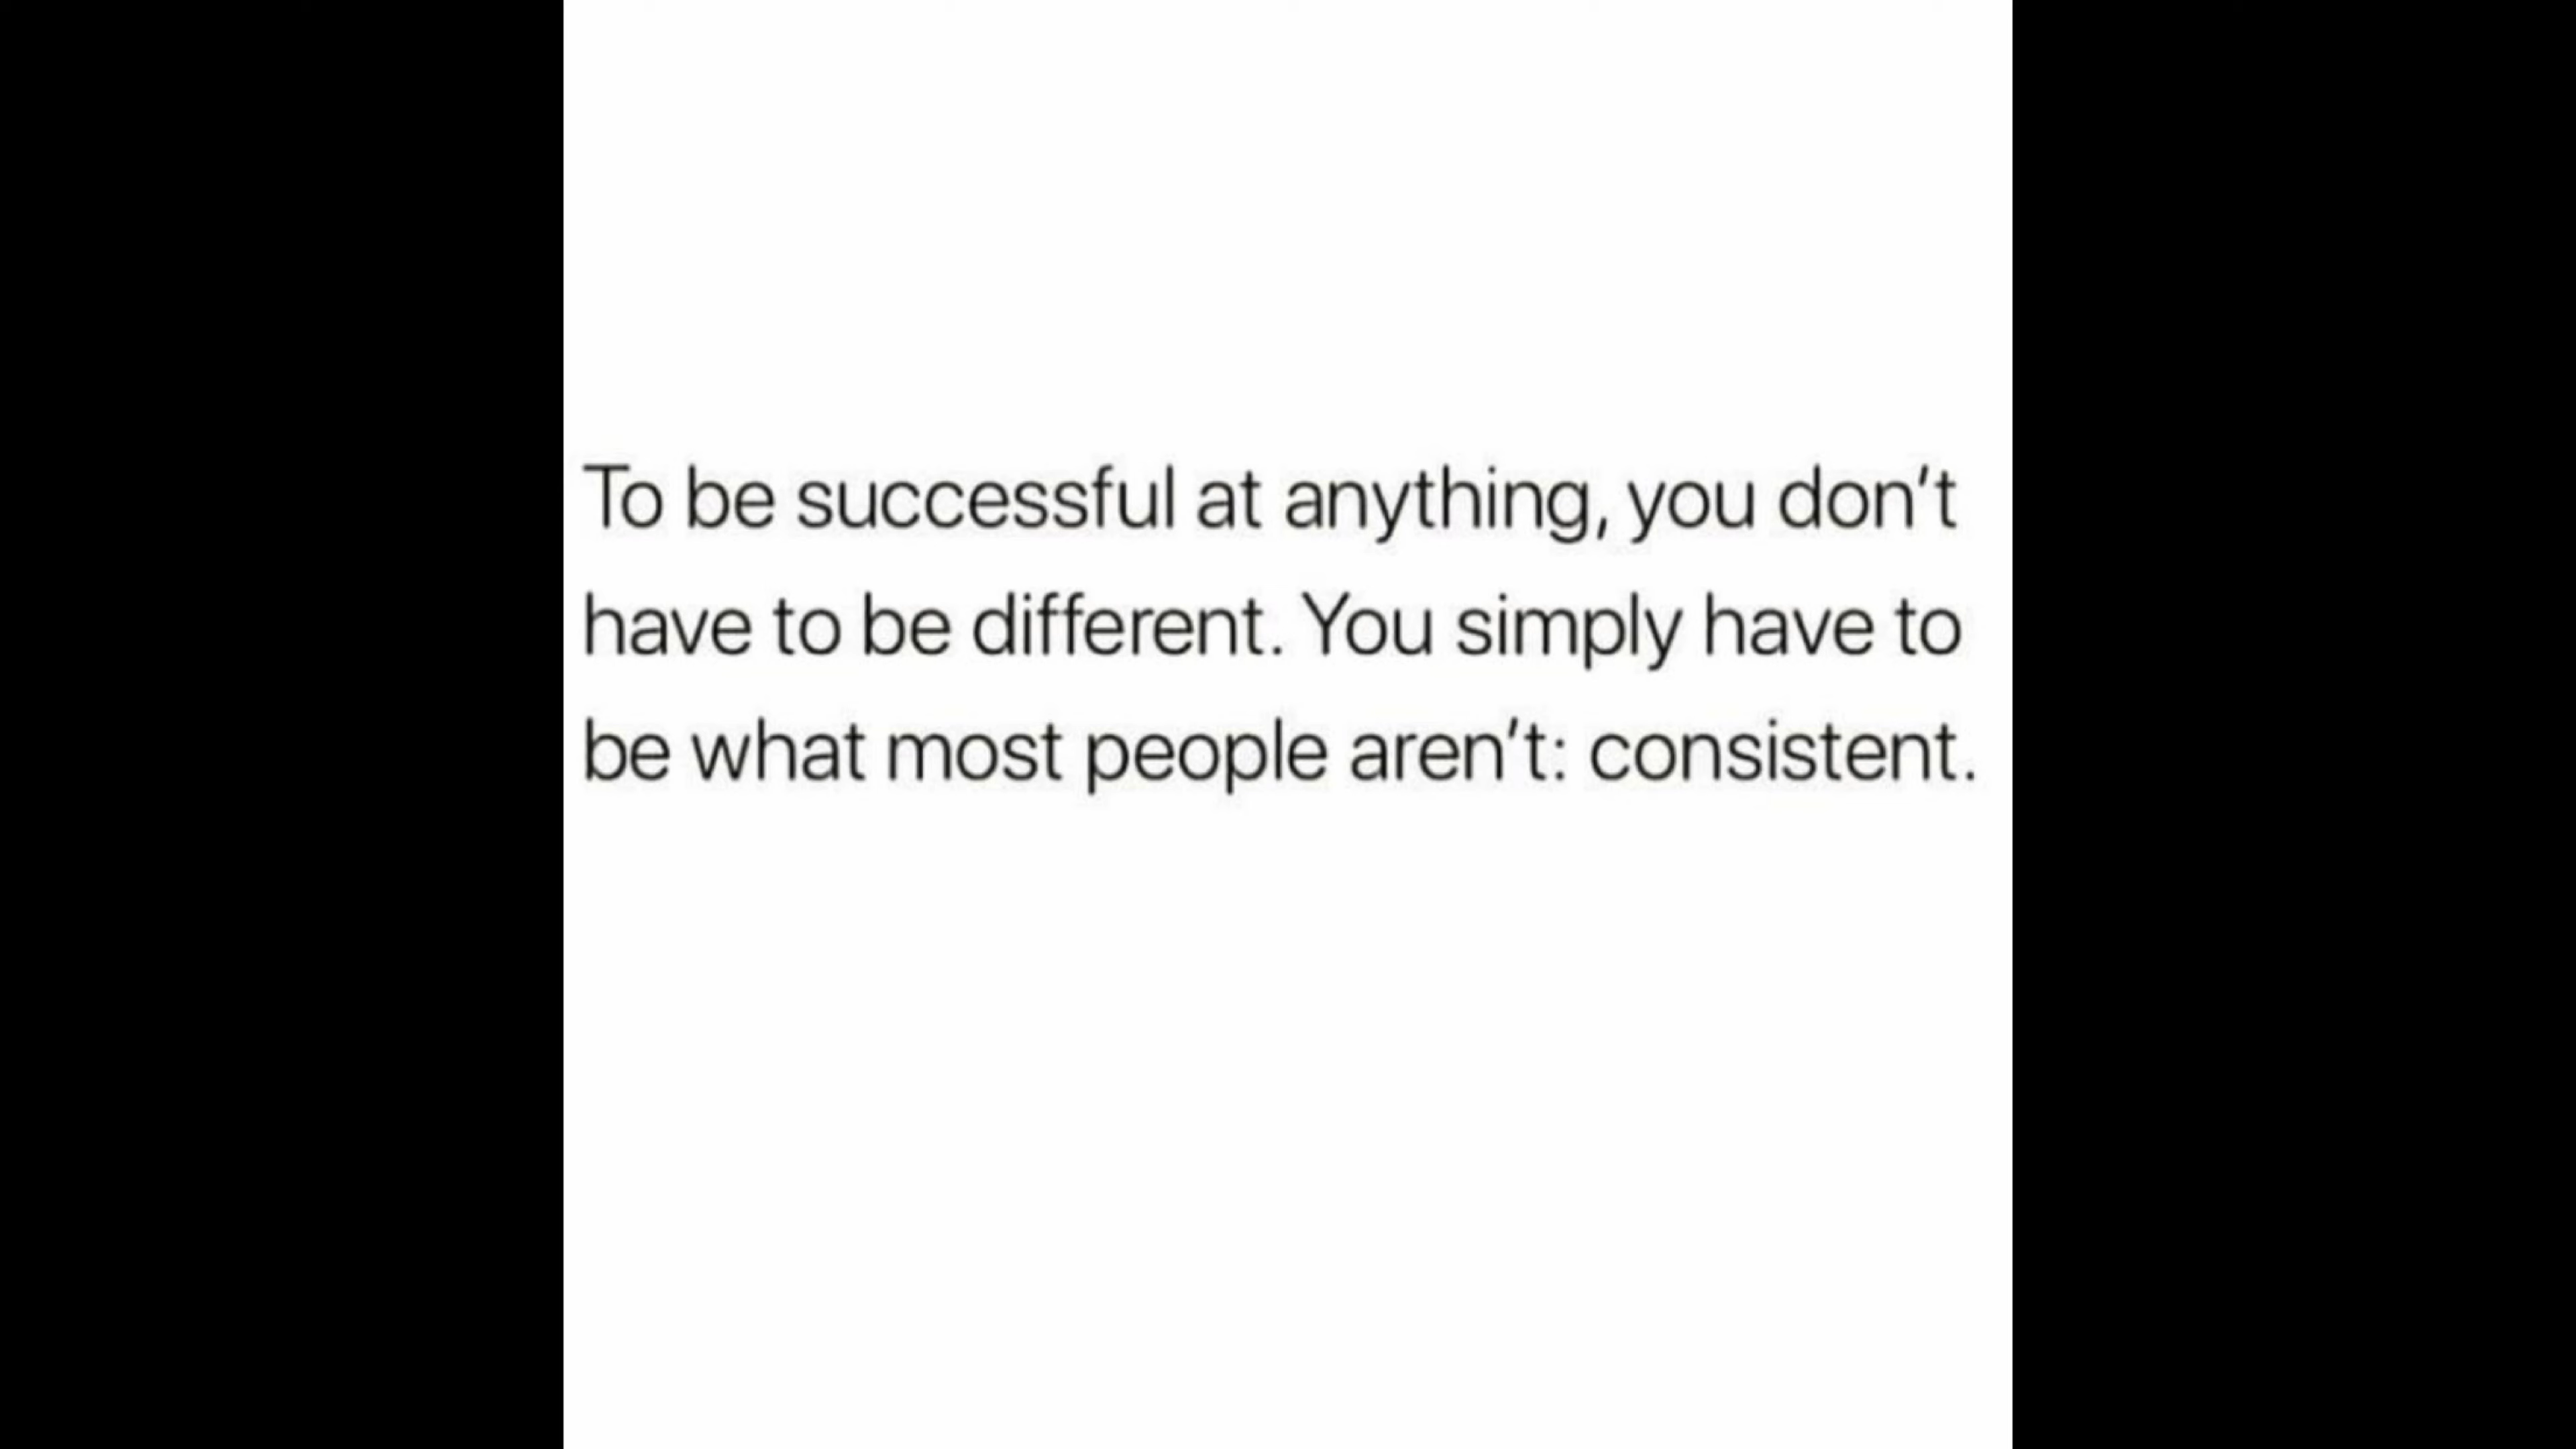 To be successful at anything, you don’t
have to be different. You simply have to
be what most people aren’t: consistent.